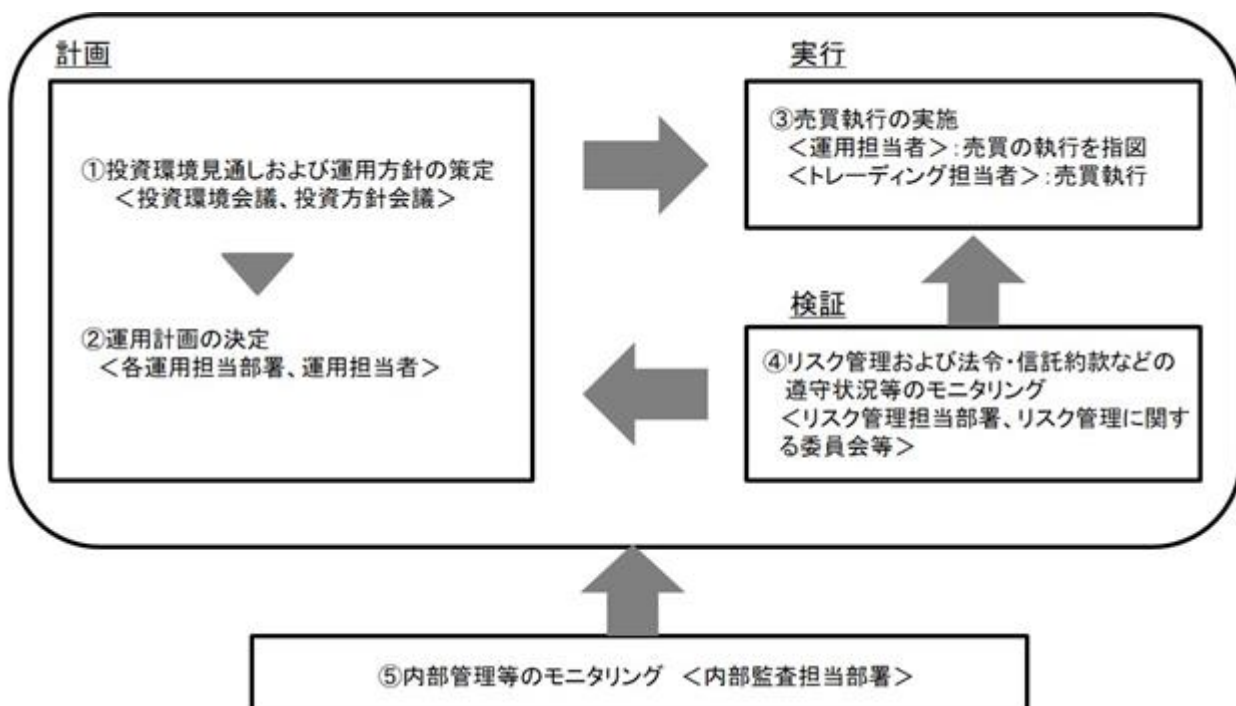 計画
①投資環境見通しおよび運用方針の策定
＜投資環境会議、投資方針会議＞
②運用計画の決定
＜各運用担当部署、運用担当者＞
実行
③売買執行の実施
＜運用担当者＞：売買の執行を指図
＜トレーディング担当者＞：売買執行
検証
④リスク管理および法令・信託約款などの
遵守状況等のモニタリング
＜リスク管理担当部署、リスク管理に関す
る委員会等＞
⑤内部管理等のモニタリング ＜内部監査担当部署＞